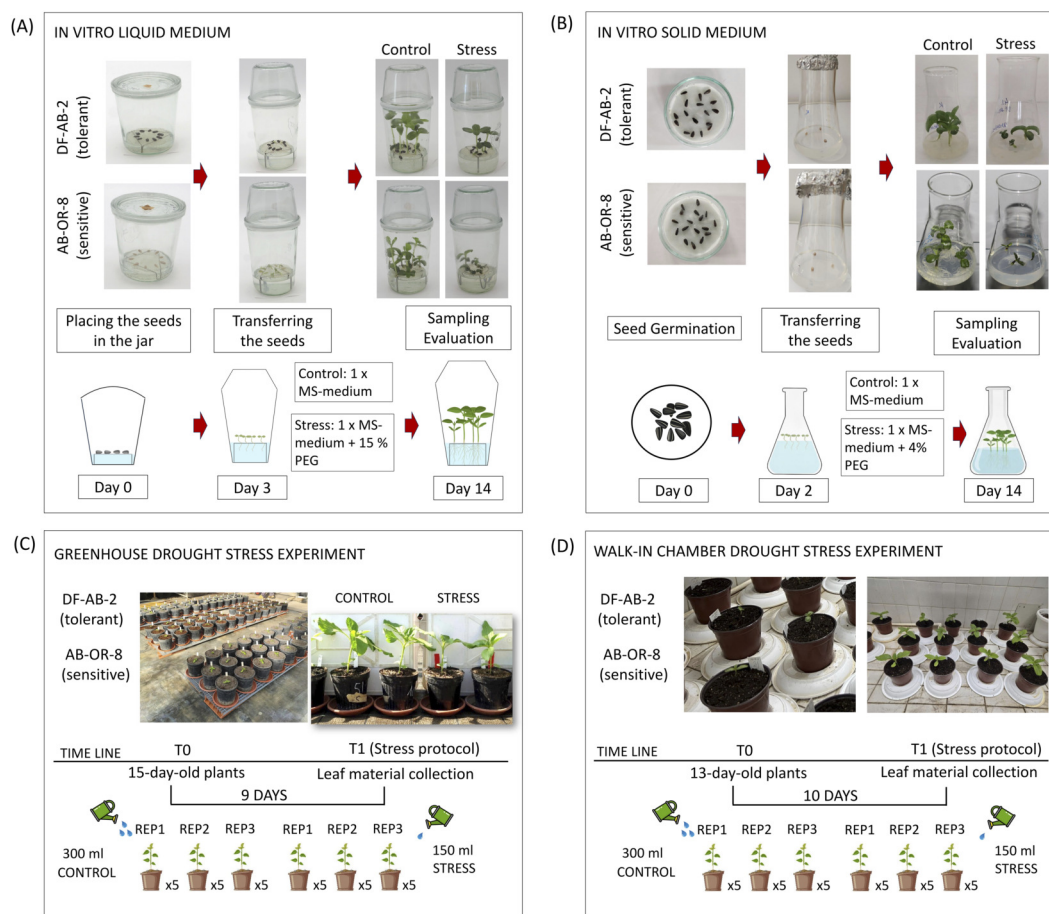 (A)
IN VITRO LIQUID MEDIUM
Control Stress
DF-AB-2
(tolerant)
AB-OR-8
(sensitive)
Placing the seeds
in the jar
Transferring
the seeds
Sampling
Evaluation
Control: 1 x
MS-medium
Stress: 1 x MS-
medium + 15 %
PEG
Day 0
Day 3
Day 14
(B)
IN VITRO SOLID MEDIUM
Control Stress
DF-AB-2
(tolerant)
AB-OR-8
(sensitive)
Seed Germination
Transferring
the seeds
Sampling
Evaluation
Control: 1 x
MS-medium
Stress: 1 x MS-
medium + 4%
PEG
Day 0
Day 2
Day 14
(C)
GREENHOUSE DROUGHT STRESS EXPERIMENT
DF-AB-2
(tolerant)
AB-OR-8
(sensitive)
CONTROL STRESS
TIME LINE T0 T1 (Stress protocol)
15-day-old plants Leaf material collection
9 DAYS
REP1 REP2 REP3 REP1 REP2 REP3
300 ml
CONTROL
x5 x5 x5 x5 x5 x5
150 ml
STRESS
(D)
WALK-IN CHAMBER DROUGHT STRESS EXPERIMENT
DF-AB-2
(tolerant)
AB-OR-8
(sensitive)
TIME LINE T0 T1 (Stress protocol)
13-day-old plants Leaf material collection
10 DAYS
REP1 REP2 REP3 REP1 REP2 REP3
300 ml
CONTROL
x5 x5 x5 x5 x5 x5
150 ml
STRESS